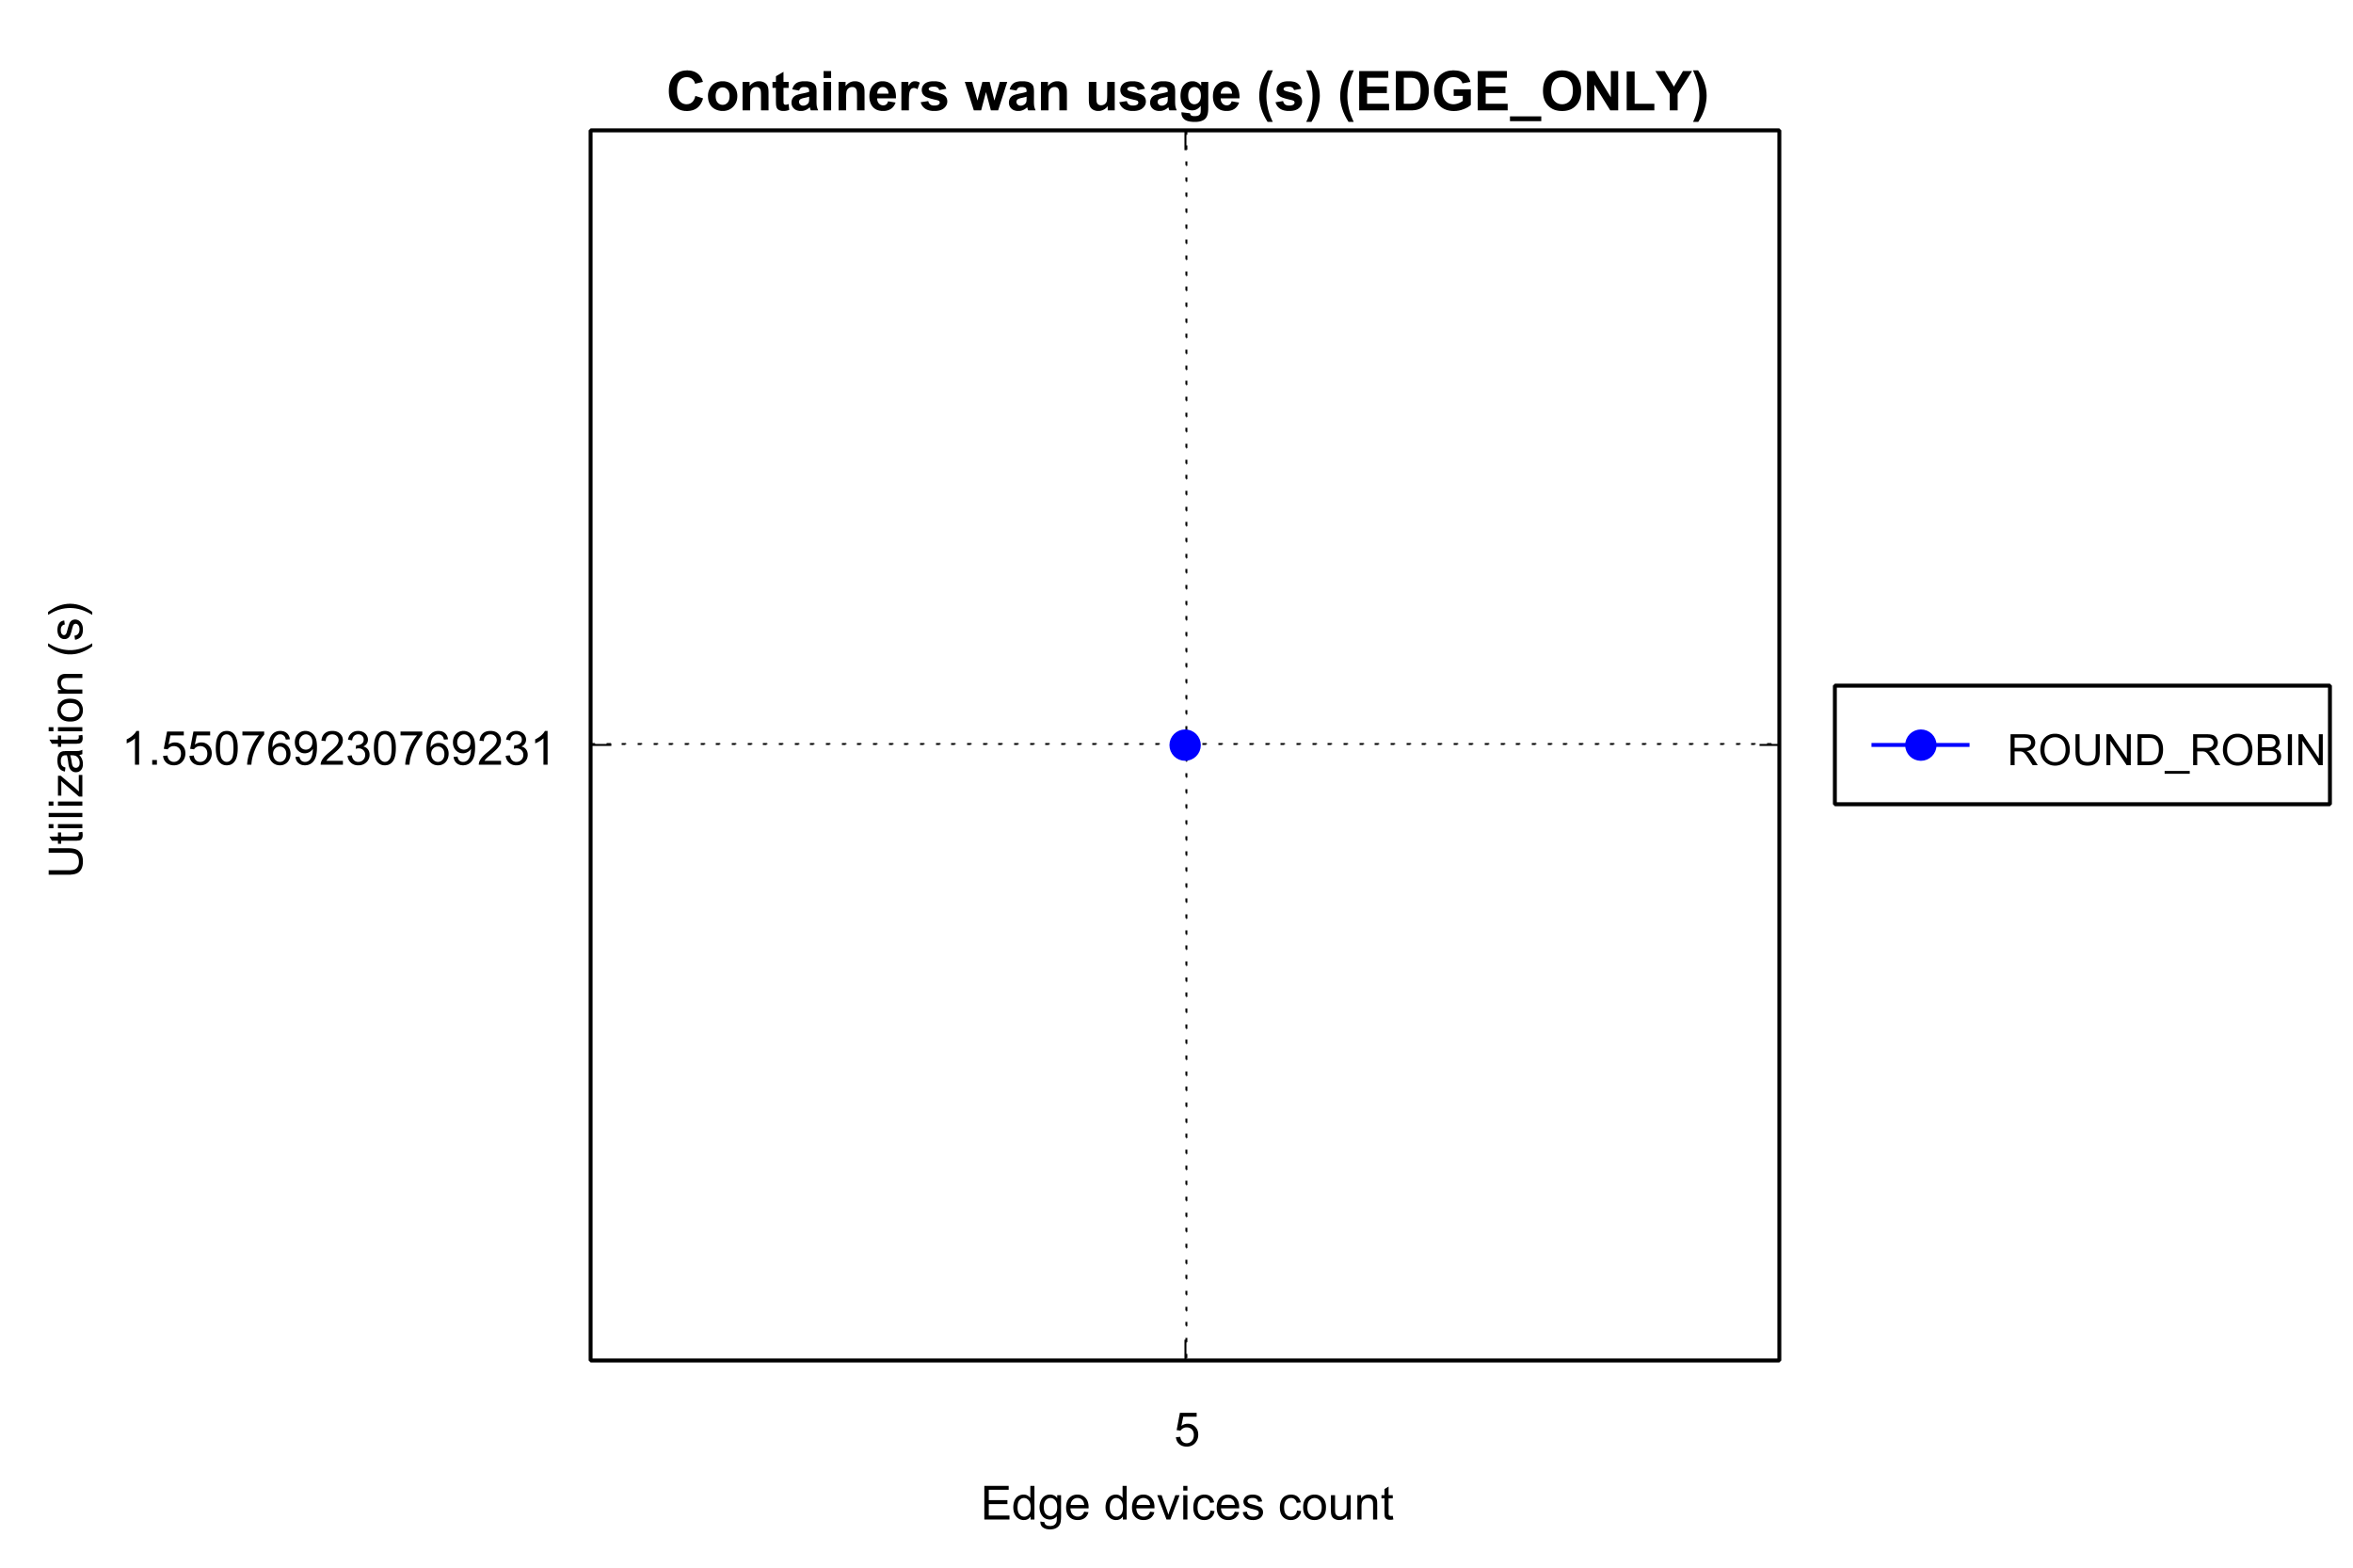 Containers wan usage (s) (EDGE_ONLY)
Utilization (s)
1.550769230769231
ROUND_ROBIN
5
Edge devices count